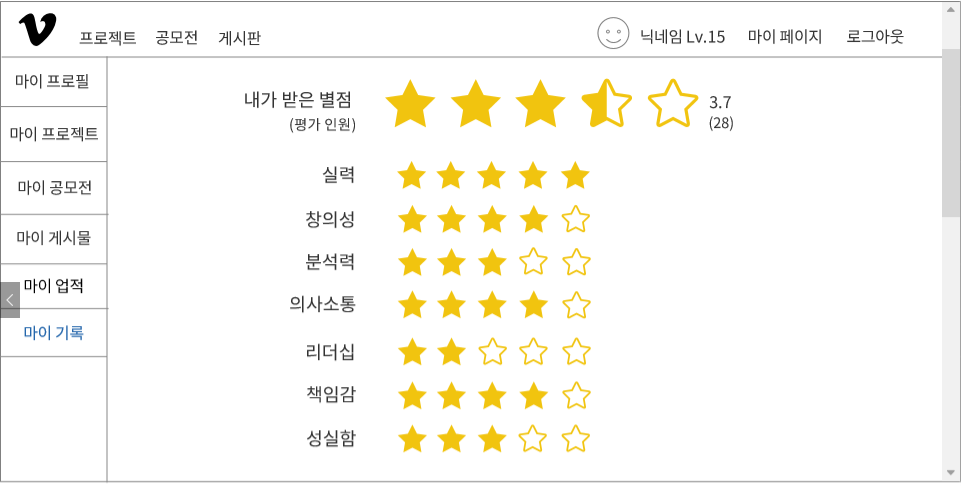 프로젝트 공모전 게시판 닉네임 Lv.15 마이 페이지 로그아웃
마이 프로필
마이 프로젝트
마이 공모전
마이 게시물
마이 업적
마이 기록
내가 받은 별점 3.7
(평가 인원) (28)
실력
창의성
분석력
의사소통
리더십
책임감
성실함